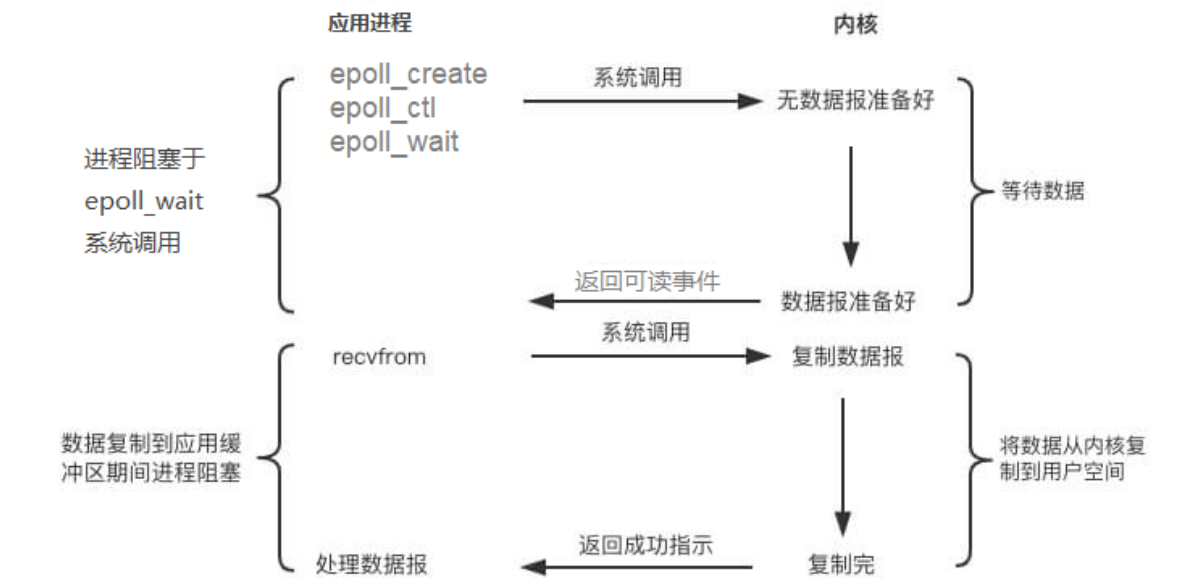 应用进程
内核
epoll_create
系统调用
无数据报准备好
epoll_ctl
epoll_wait
进程阻塞于
epoll_wait
系统调用
等待数据
返回可读事件
数据报准备好
系统调用
recvfrom
复制数据报
数据复制到应用缓
冲区期间进程阻塞
将数据从内核复
制到用户空间
返回成功指示
处理数据报
复制完